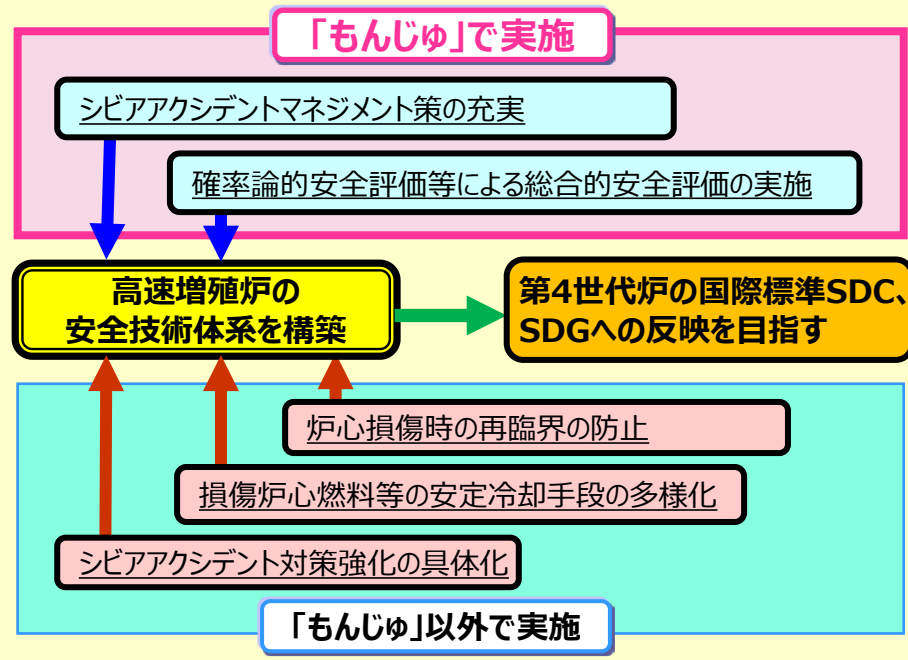 「もんじゅ」で実施
シビアアクシデントマネジメント策の充実
確率論的安全評価等による総合的安全評価の実施
高速増殖炉の
安全技術体系を構築
第4世代炉の国際標準SDC、
SDGへの反映を目指す
炉心損傷時の再臨界の防止
損傷炉心燃料等の安定冷却手段の多様化
シビアアクシデント対策強化の具体化
「もんじゅ」以外で実施